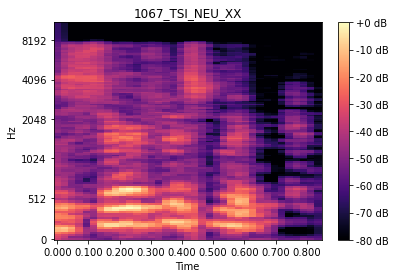 1067_TSI_NEU_XX
Hz
8192
4096
2048
1024
512
0
0.000 0.100 0.200 0.300 0.400 0.500 0.600 0.700 0.800
Time
+0 dB
-10 dB
-20 dB
-30 dB
-40 dB
-50 dB
-60 dB
-70 dB
-80 dB